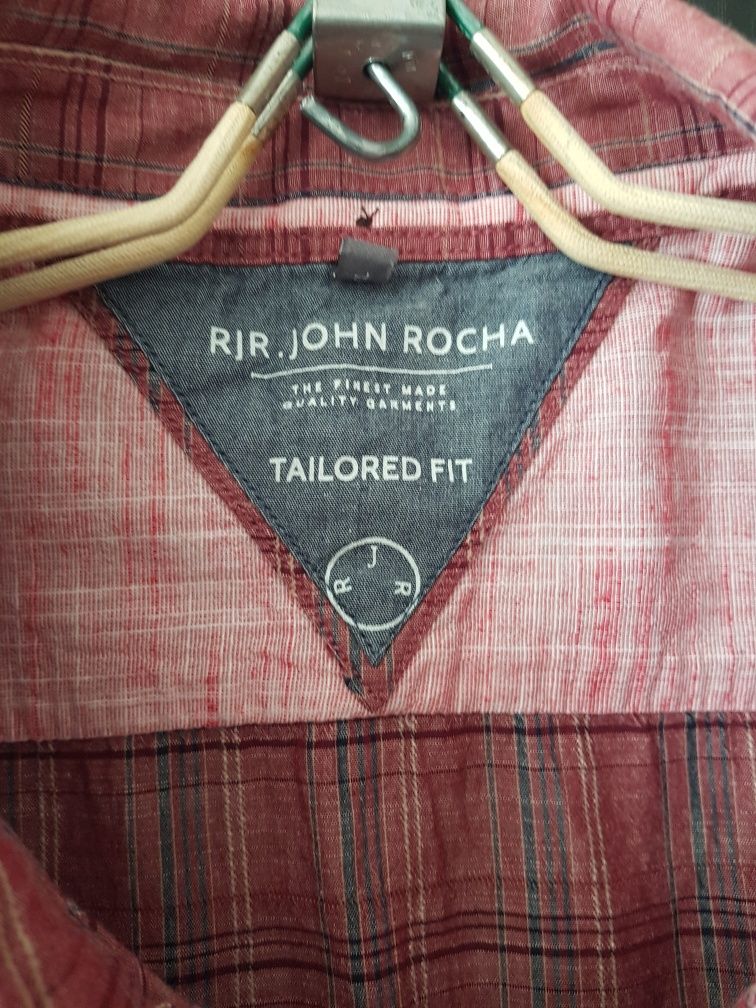 L
RJR.JOHN ROCHA
THE FINEST MADE
QUALITY GARMENTS
TAILORED FIT
J
R R